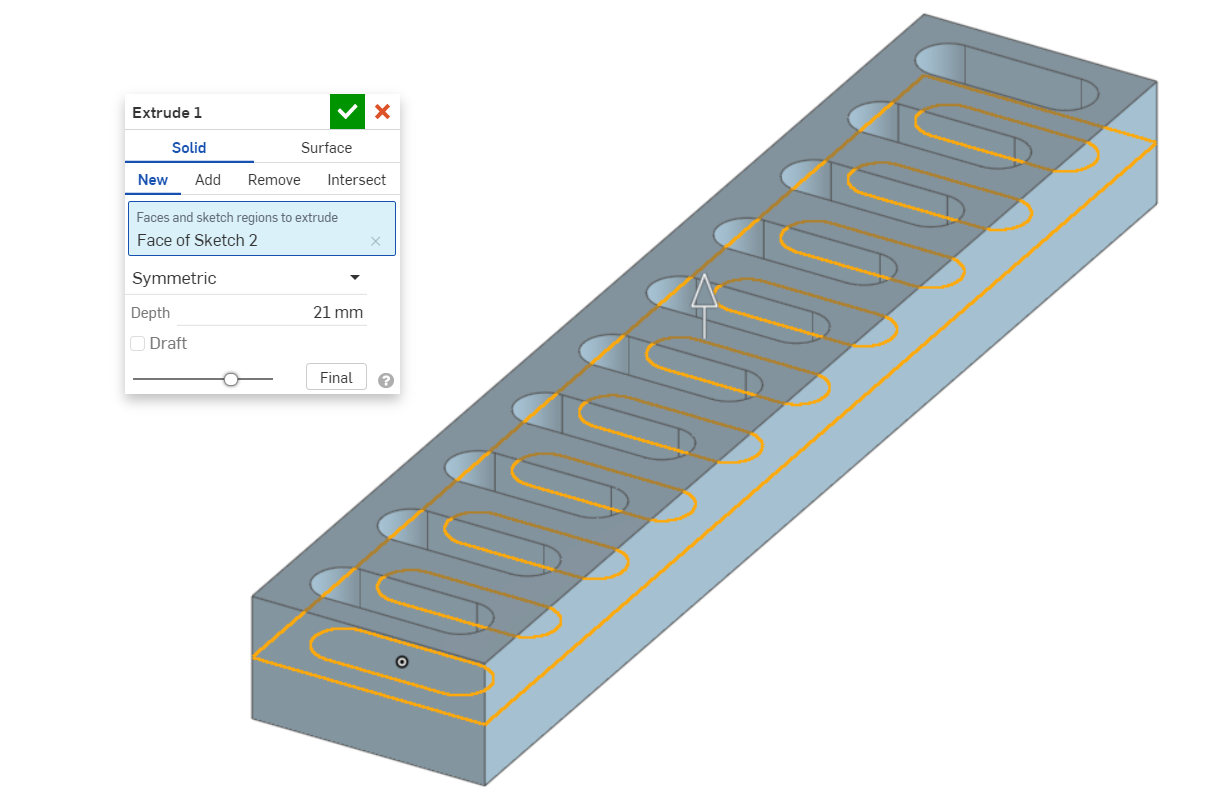 Extrude 1
Solid Surface
New Add Remove Intersect
Faces and sketch regions to extrude
Face of Sketch 2
Symmetric
Depth 21 mm
Draft
Final ?